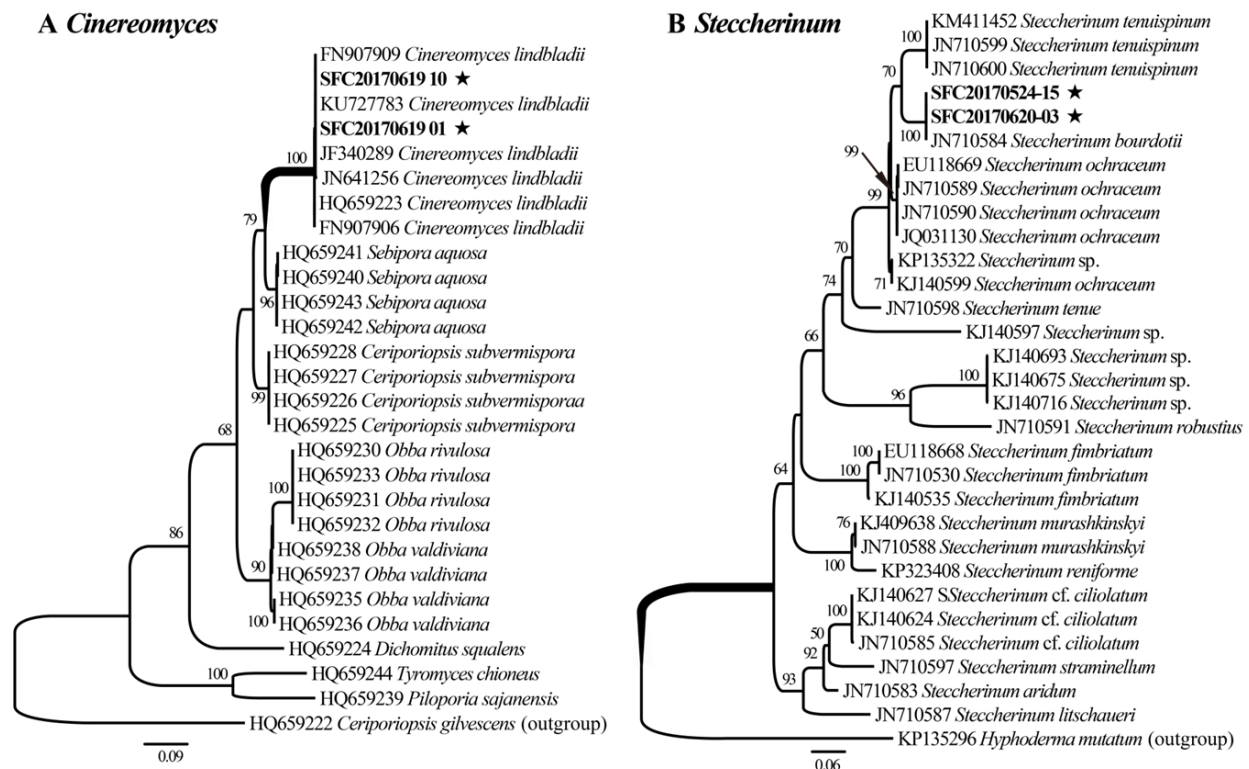 A Cinereomyces
FN907909 Cinereomyces lindbladii
SFC20170619 10 ★
KU727783 Cinereomyces lindbladii
SFC20170619 01 ★
JF340289 Cinereomyces lindbladii
100
JN641256 Cinereomyces lindbladii
HQ659223 Cinereomyces lindbladii
FN907906 Cinereomyces lindbladii
79
HQ659241 Sebipora aquosa
HQ659240 Sebipora aquosa
96
HQ659243 Sebipora aquosa
HQ659242 Sebipora aquosa
HQ659228 Ceriporiopsis subvermispora
HQ659227 Ceriporiopsis subvermispora
99
HQ659226 Ceriporiopsis subvermisporaa
HQ659225 Ceriporiopsis subvermispora
68
HQ659230 Obba rivulosa
HQ659233 Obba rivulosa
100
HQ659231 Obba rivulosa
HQ659232 Obba rivulosa
86
HQ659238 Obba valdiviana
90
HQ659237 Obba valdiviana
HQ659235 Obba valdiviana
100
HQ659236 Obba valdiviana
HQ659224 Dichomitus squalens
100
HQ659244 Tyromyces chioneus
HQ659239 Piloporia sajanensis
HQ659222 Ceriporiopsis gilvescens (outgroup)
0.09
B Steccherinum
KM411452 Steccherinum tenuispinum
100
JN710599 Steccherinum tenuispinum
JN710600 Steccherinum tenuispinum
70
SFC20170524-15 ★
SFC20170620-03 ★
100
JN710584 Steccherinum bourdotii
99
EU118669 Steccherinum ochraceum
99
JN710589 Steccherinum ochraceum
JN710590 Steccherinum ochraceum
JQ031130 Steccherinum ochraceum
70
KP135322 Steccherinum sp.
71
KJ140599 Steccherinum ochraceum
74
JN710598 Steccherinum tenue
KJ140597 Steccherinum sp.
66
KJ140693 Steccherinum sp.
100
KJ140675 Steccherinum sp.
96
KJ140716 Steccherinum sp.
JN710591 Steccherinum robustius
100
EU118668 Steccherinum fimbriatum
64
100
JN710530 Steccherinum fimbriatum
KJ140535 Steccherinum fimbriatum
76
KJ409638 Steccherinum murashkinskyi
JN710588 Steccherinum murashkinskyi
100
KP323408 Steccherinum reniforme
KJ140627 S.Steccherinum cf. ciliolatum
100
KJ140624 Steccherinum cf. ciliolatum
50
JN710585 Steccherinum cf. ciliolatum
92
JN710597 Steccherinum straminellum
93
JN710583 Steccherinum aridum
JN710587 Steccherinum litschaueri
KP135296 Hyphoderma mutatum (outgroup)
0.06